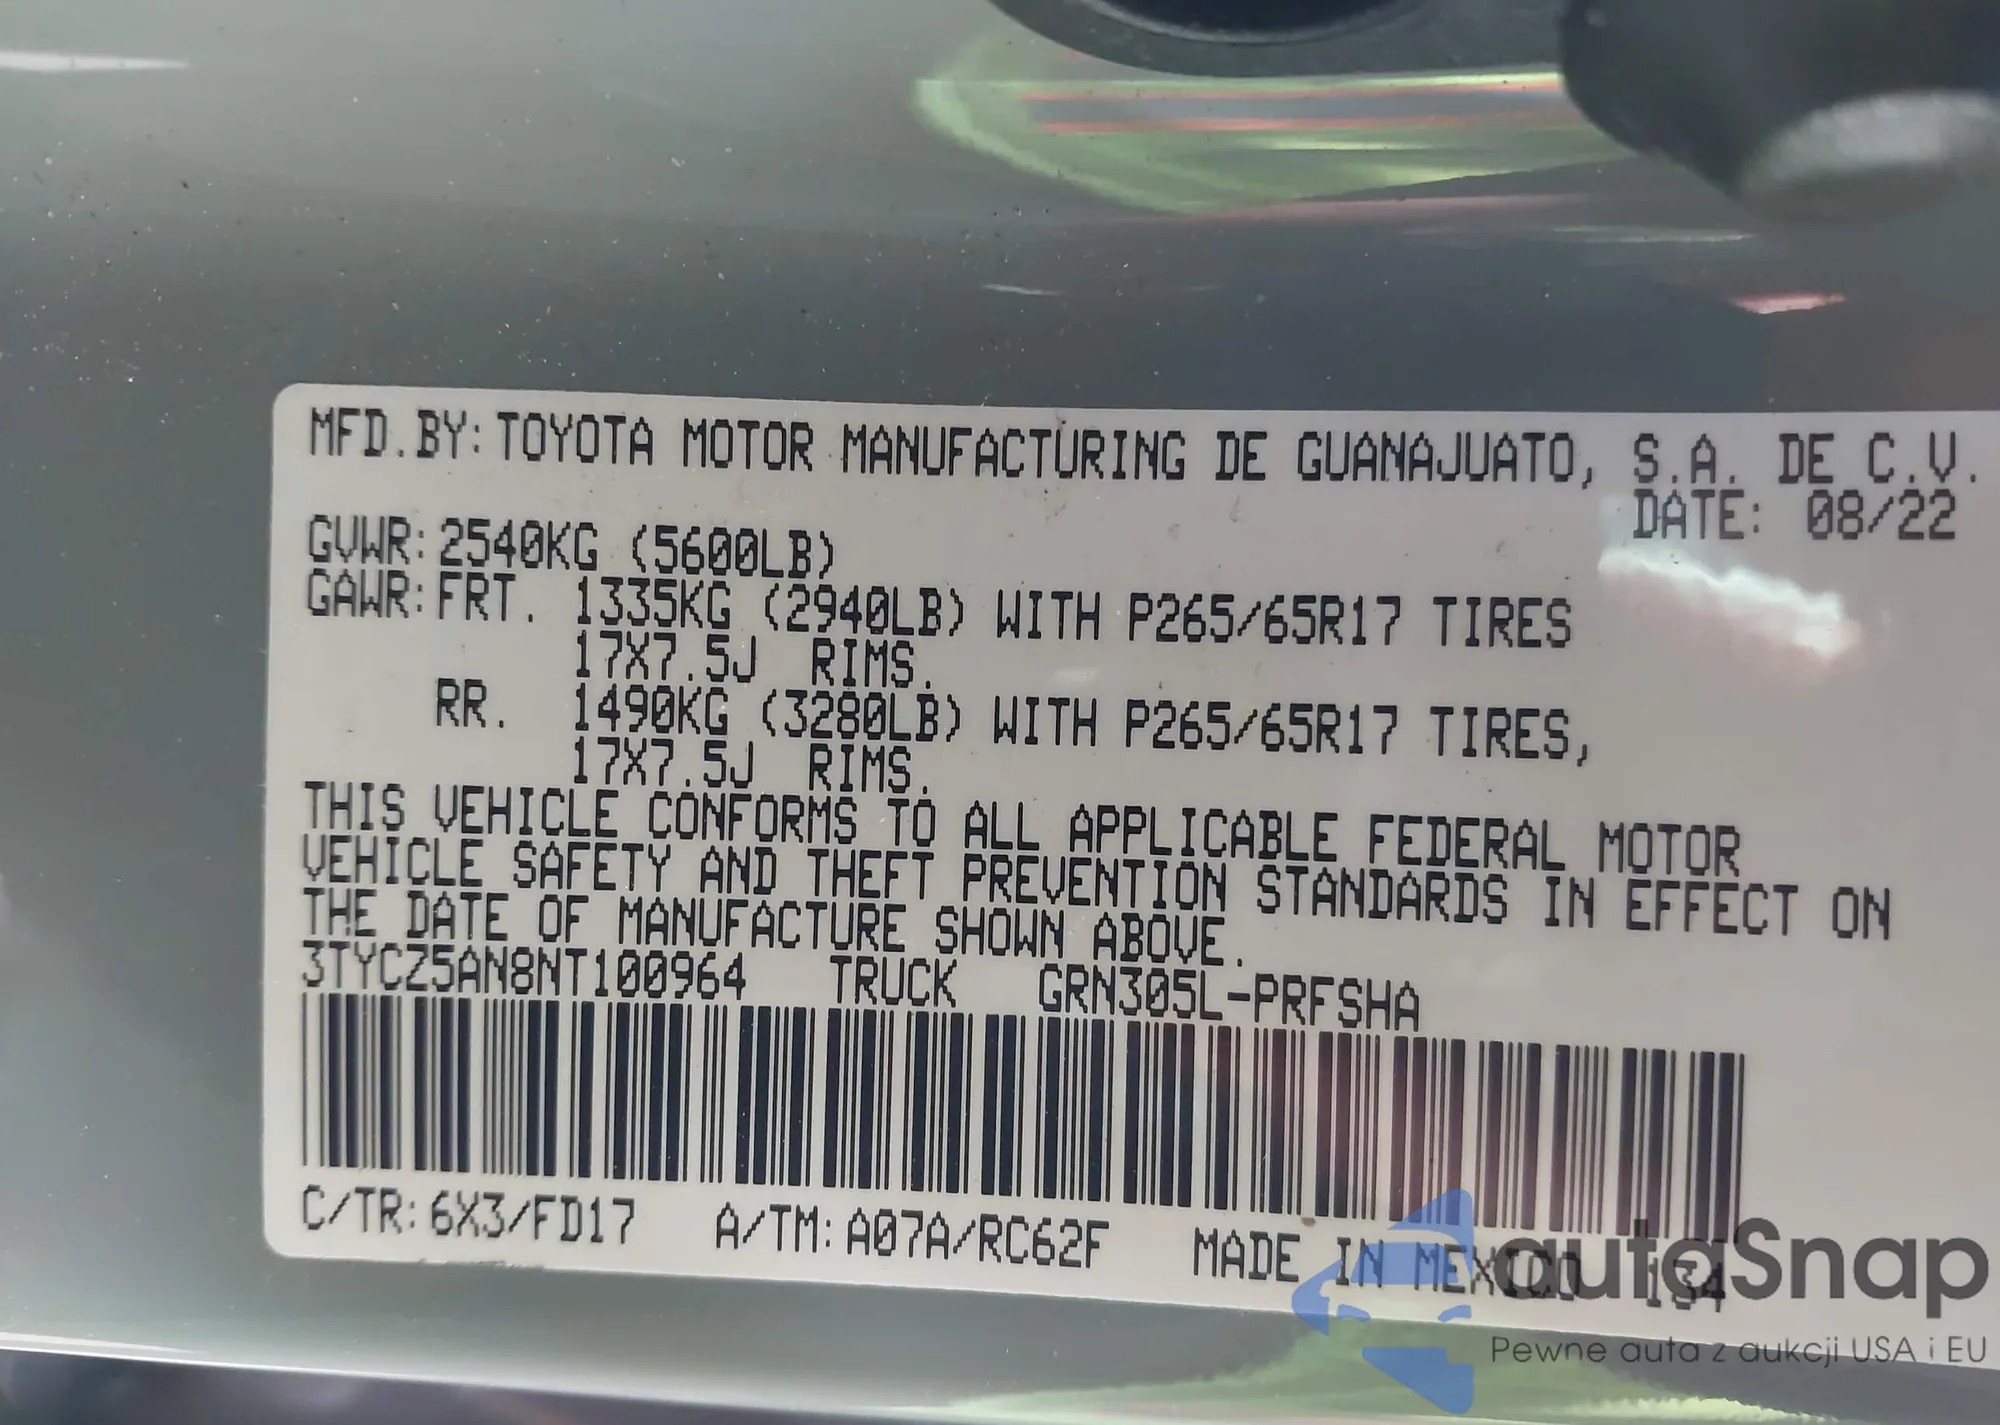 MFD.BY:TOYOTA MOTOR MANUFACTURING DE GUANAJUATO, S.A. DE C.V.
DATE: 08/22
GVWR:2540KG (5600LB)
GAWR:FRT. 1335KG (2940LB) WITH P265/65R17 TIRES
17X7.5J RIMS.
RR. 1490KG (3280LB) WITH P265/65R17 TIRES,
17X7.5J RIMS.
THIS VEHICLE CONFORMS TO ALL APPLICABLE FEDERAL MOTOR
VEHICLE SAFETY AND THEFT PREVENTION STANDARDS IN EFFECT ON
THE DATE OF MANUFACTURE SHOWN ABOVE.
3TYCZ5AN8NT100964 TRUCK GRN305L-PRFSHA
C/TR:6X3/FD17 A/TM:A07A/RC62F MADE IN MEXICO 134
autoSnap
Pewne auta z aukcji USA i EU